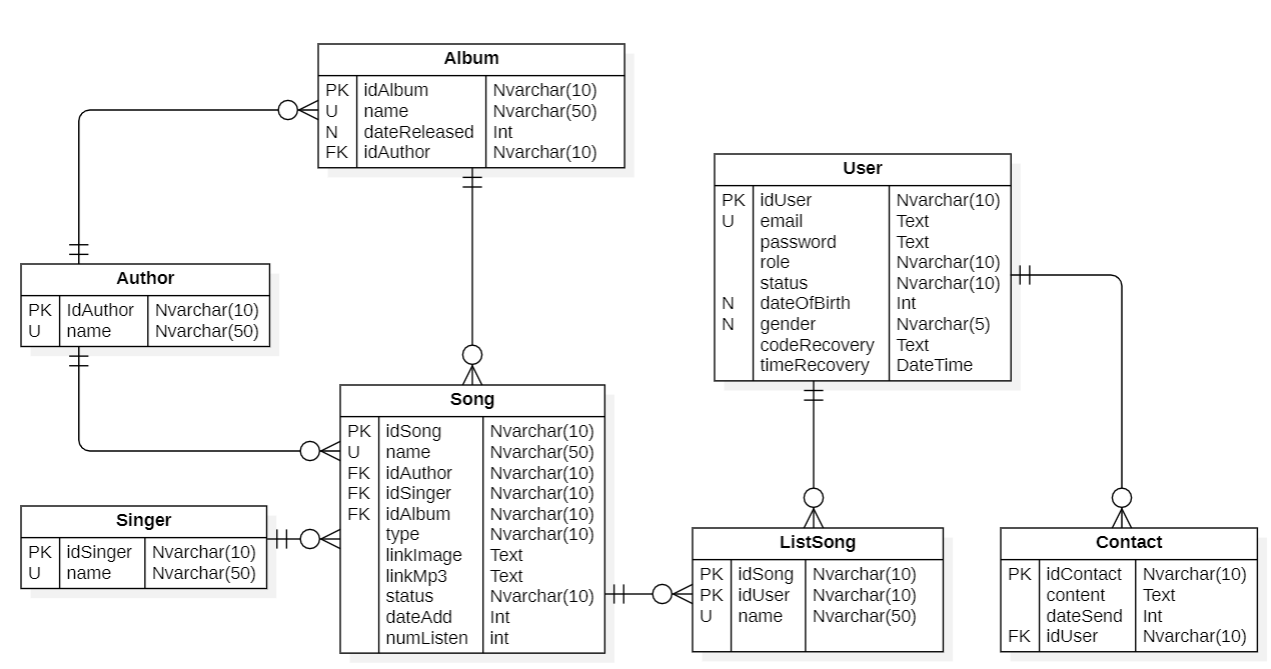 Album
PK idAlbum Nvarchar(10)
U name Nvarchar(50)
N dateReleased Int
FK idAuthor Nvarchar(10)
User
PK idUser Nvarchar(10)
U email Text
password Text
role Nvarchar(10)
status Nvarchar(10)
N dateOfBirth Int
N gender Nvarchar(5)
codeRecovery Text
timeRecovery DateTime
Author
PK IdAuthor Nvarchar(10)
U name Nvarchar(50)
Song
PK idSong Nvarchar(10)
U name Nvarchar(50)
FK idAuthor Nvarchar(10)
FK idSinger Nvarchar(10)
FK idAlbum Nvarchar(10)
type Nvarchar(10)
linkImage Text
linkMp3 Text
status Nvarchar(10)
dateAdd Int
numListen int
Singer
PK idSinger Nvarchar(10)
U name Nvarchar(50)
ListSong
PK idSong Nvarchar(10)
PK idUser Nvarchar(10)
U name Nvarchar(50)
Contact
PK idContact Nvarchar(10)
content Text
dateSend Int
FK idUser Nvarchar(10)